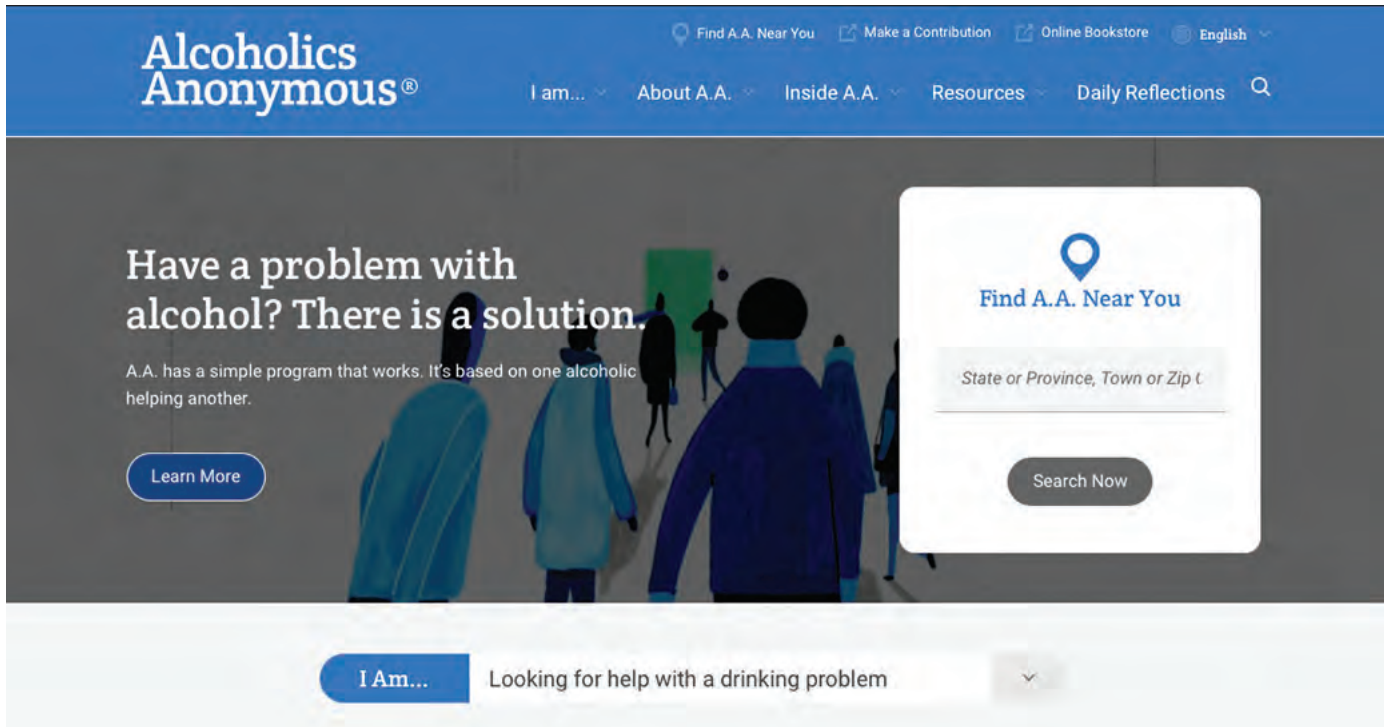 Find A.A. Near You Make a Contribution Online Bookstore English
Alcoholics
Anonymous®
I am... About A.A. Inside A.A. Resources Daily Reflections
Have a problem with
alcohol? There is a solution.
A.A. has a simple program that works. It's based on one alcoholic
helping another.
Learn More
Find A.A. Near You
State or Province, Town or Zip
Search Now
I Am... Looking for help with a drinking problem